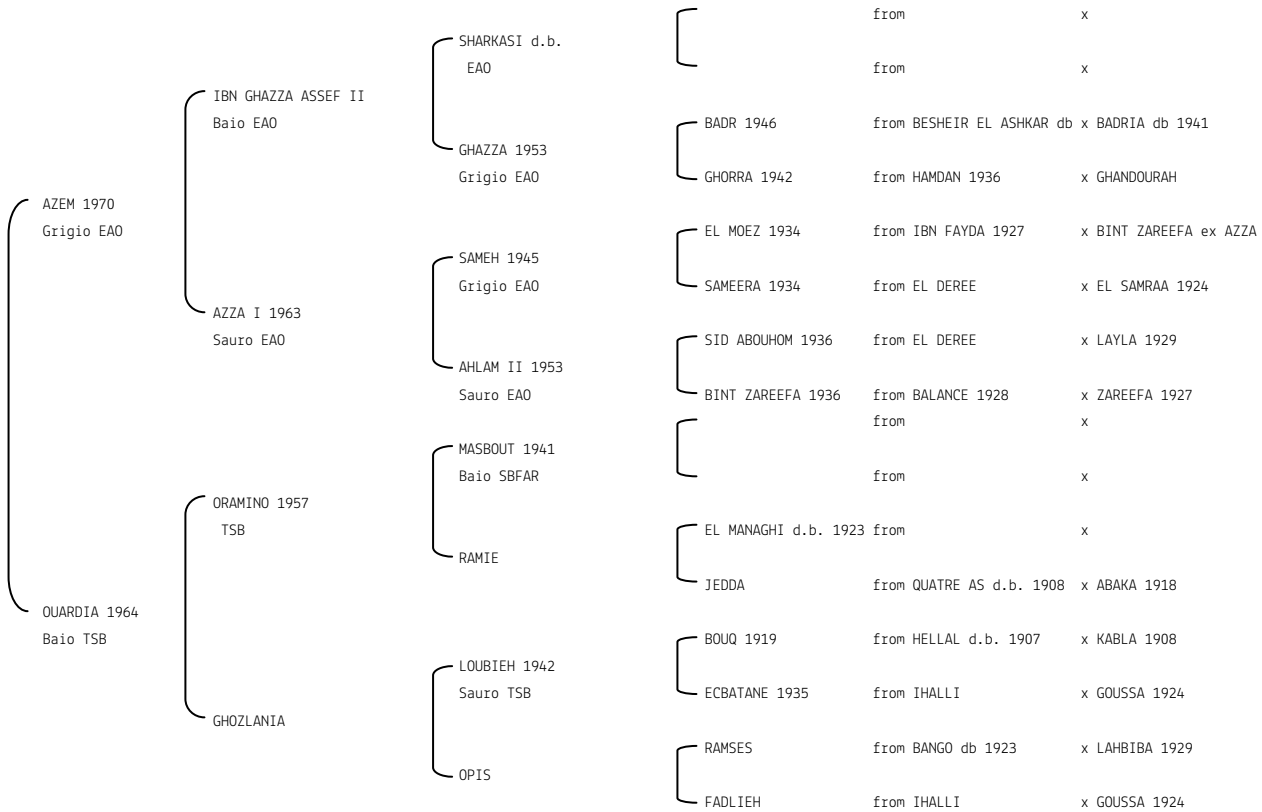 from x
SHARKASI d.b.
EAO from x
IBN GHAZZA ASSEF II
Baio EAO BADR 1946 from BESHEIR EL ASHKAR db x BADRIA db 1941
GHAZZA 1953
Grigio EAO GHORRA 1942 from HAMDAN 1936 x GHANDOURAH
AZEM 1970
Grigio EAO EL MOEZ 1934 from IBN FAYDA 1927 x BINT ZAREEFA ex AZZA
SAMEH 1945
Grigio EAO SAMEERA 1934 from EL DEREE x EL SAMRAA 1924
AZZA I 1963
Sauro EAO SID ABOUHOM 1936 from EL DEREE x LAYLA 1929
AHLAM II 1953
Sauro EAO BINT ZAREEFA 1936 from BALANCE 1928 x ZAREEFA 1927
from x
MASBOUT 1941
Baio SBFAR from x
ORAMINO 1957
TSB EL MANAGHI d.b. 1923 from x
RAMIE
JEDDA from QUATRE AS d.b. 1908 x ABAKA 1918
OUARDIA 1964
Baio TSB BOUQ 1919 from HELLAL d.b. 1907 x KABLA 1908
LOUBIEH 1942
Sauro TSB ECBATANE 1935 from IHALLI x GOUSSA 1924
GHOZLANIA
RAMSES from BANGO db 1923 x LAHBIBA 1929
OPIS
FADLIEH from IHALLI x GOUSSA 1924